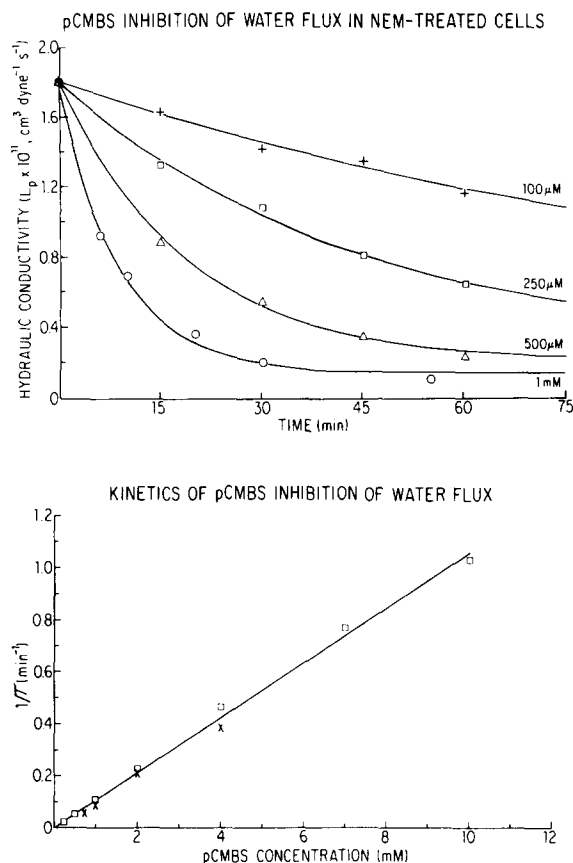 pCMBS INHIBITION OF WATER FLUX IN NEM-TREATED CELLS
HYDRAULIC CONDUCTIVITY (Lp x 10¹¹, cm³ dyne⁻¹ s⁻¹)
2.0
1.6
1.2
0.8
0.4
0
100μM
250μM
500μM
1mM
15 30 45 60 75
TIME (min)
KINETICS OF pCMBS INHIBITION OF WATER FLUX
1/τ (min⁻¹)
1.2
1.0
0.8
0.6
0.4
0.2
0
2 4 6 8 10 12
pCMBS CONCENTRATION (mM)